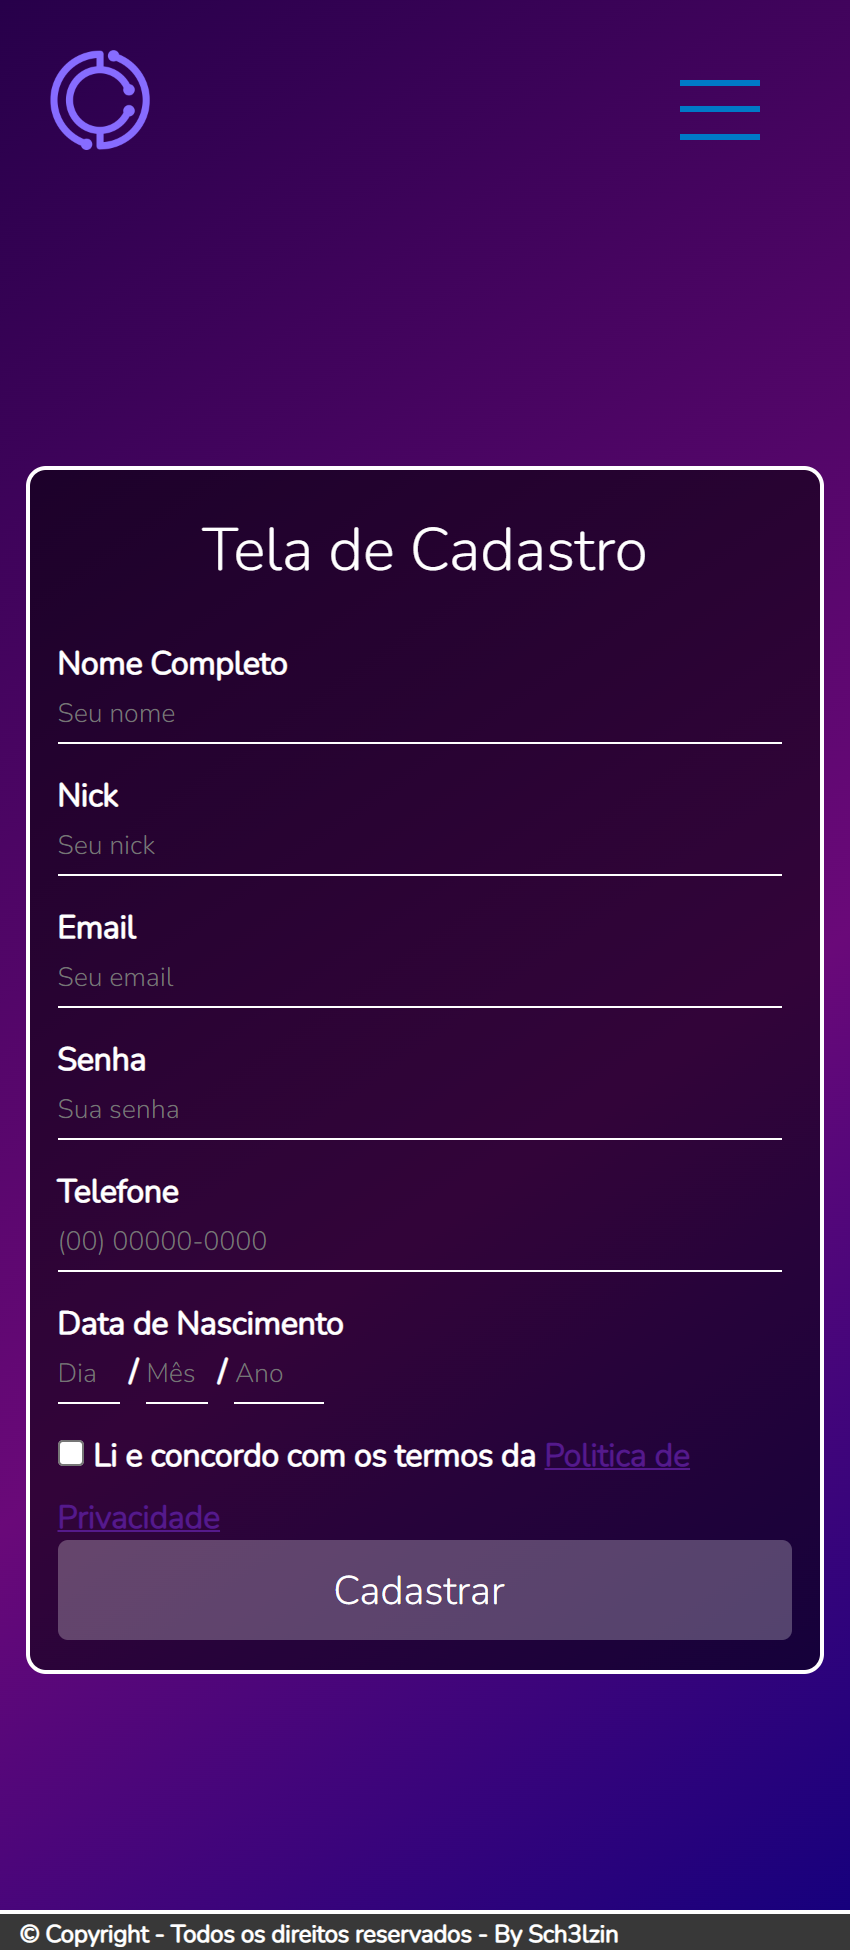 Tela de Cadastro
Nome Completo
Seu nome
Nick
Seu nick
Email
Seu email
Senha
Sua senha
Telefone
(00) 00000-0000
Data de Nascimento
Dia / Mês / Ano
Li e concordo com os termos da Politica de
Privacidade
Cadastrar
© Copyright - Todos os direitos reservados - By Sch3lzin